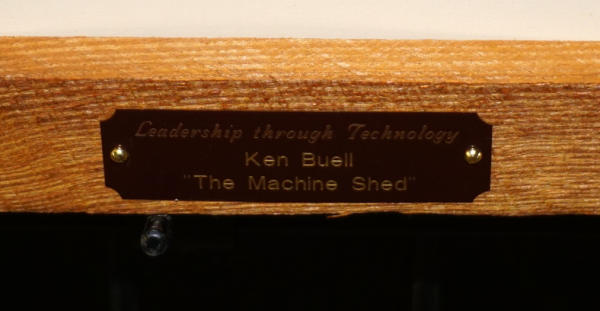 Leadership through Technology
Ken Buell
"The Machine Shed"